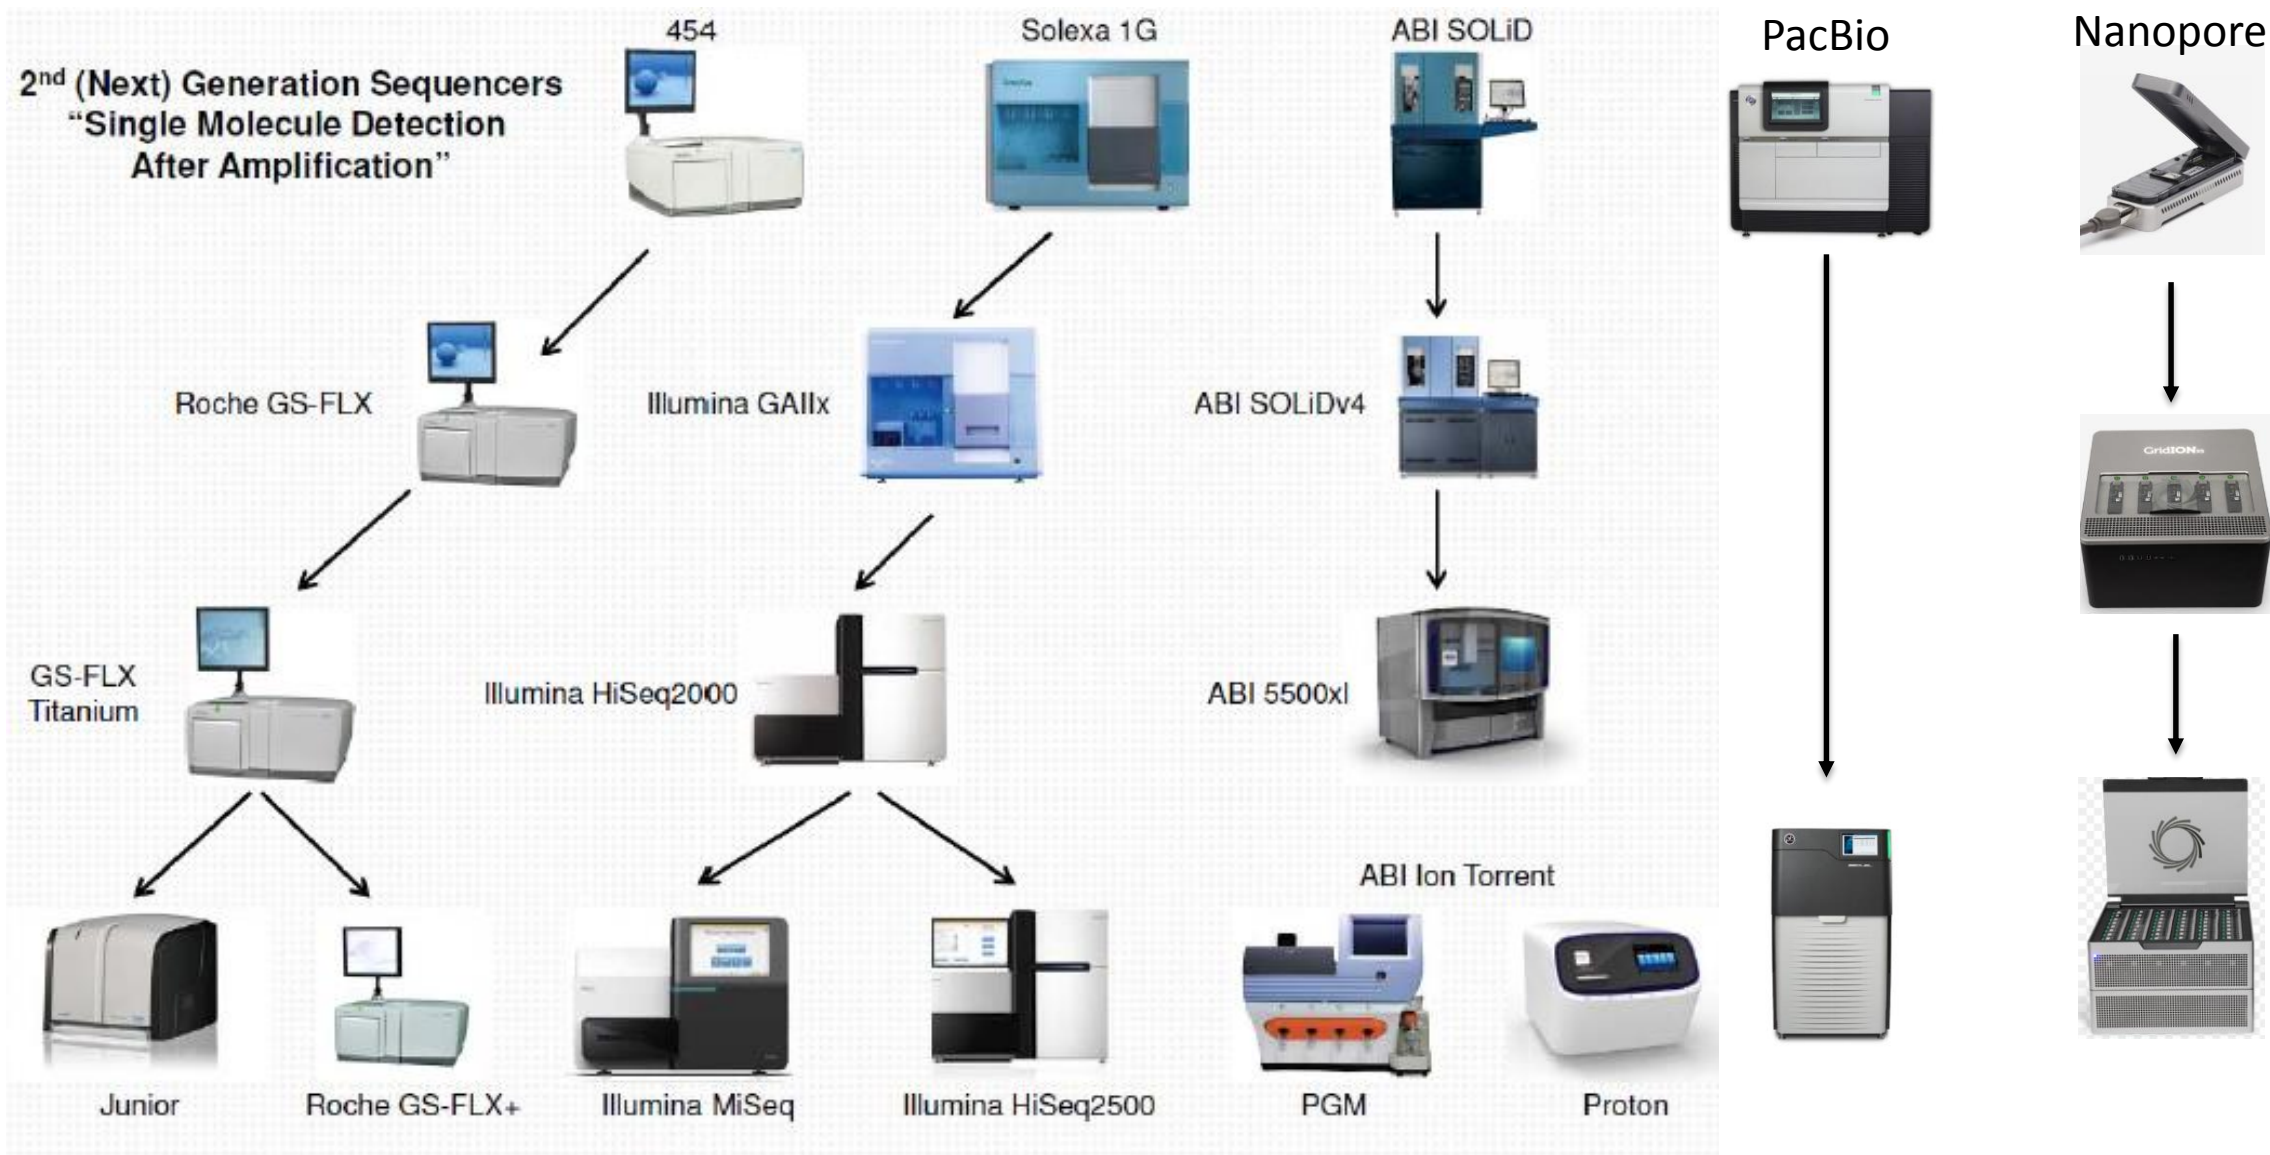 2nd (Next) Generation Sequencers
“Single Molecule Detection
After Amplification”
454
Solexa 1G
ABI SOLiD
PacBio
Nanopore
Roche GS-FLX
Illumina GAIIx
ABI SOLiDv4
GridION
GS-FLX
Titanium
Illumina HiSeq2000
ABI 5500xl
ABI Ion Torrent
Junior
Roche GS-FLX+
Illumina MiSeq
Illumina HiSeq2500
PGM
Proton